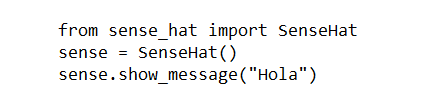 from sense_hat import SenseHat
sense = SenseHat()
sense.show_message("Hola")